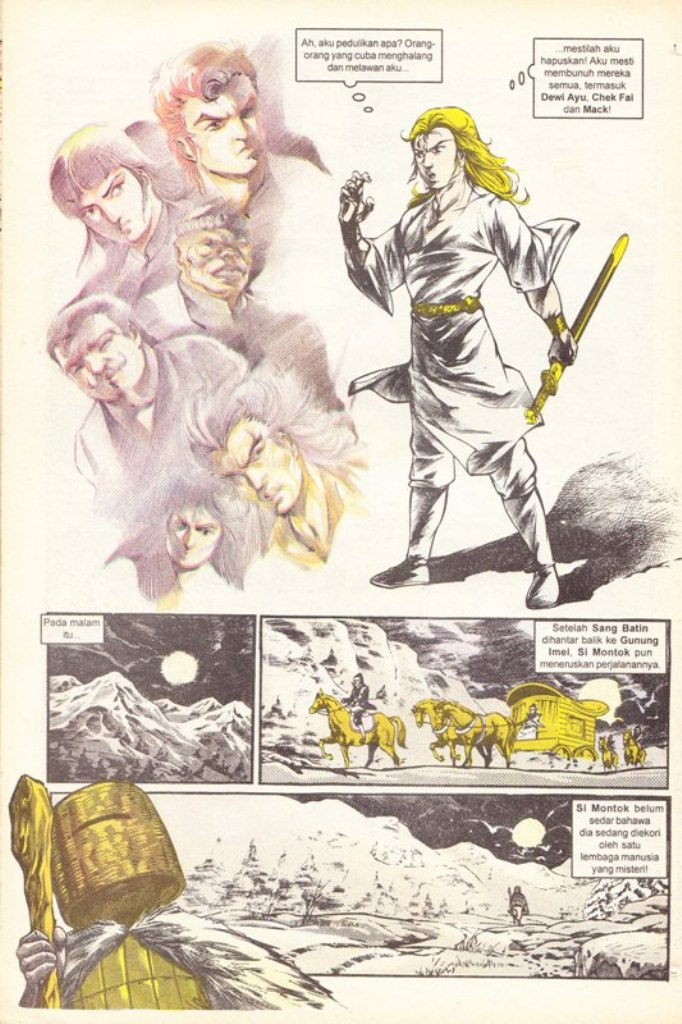 Ah, aku pedulikan apa? Orang-
orang yang cuba menghalang
dan melawan aku...
...mestilah aku
hapuskan! Aku mesti
membunuh mereka
semua, termasuk
Dewi Ayu, Chek Fai
dan Mack!
Pada malam
itu...
Setelah Sang Batin
dihantar balik ke Gunung
Imei, Si Montok pun
meneruskan perjalanannya.
Si Montok belum
sedar bahawa
dia sedang diekori
oleh satu
lembaga manusia
yang misteri!